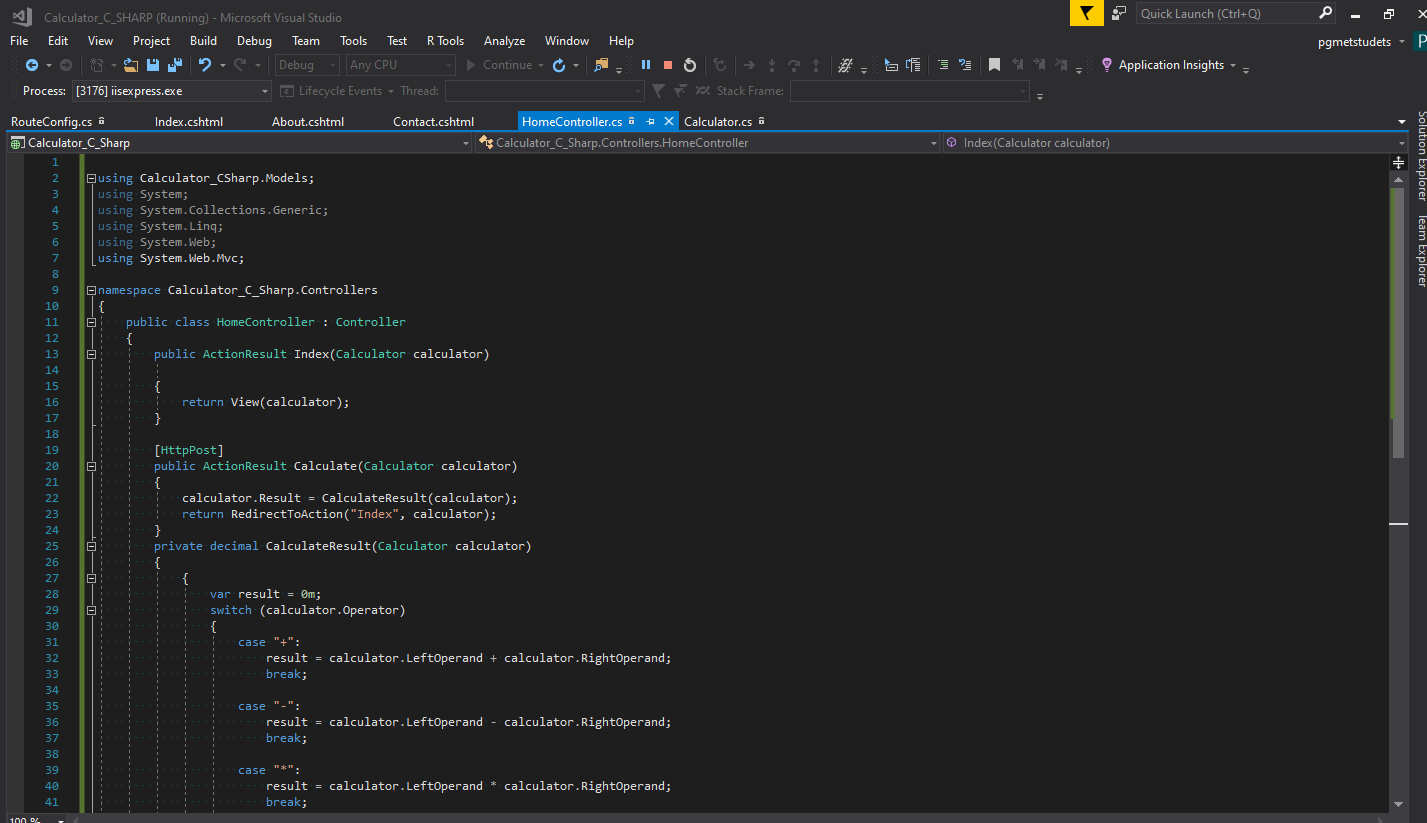 Calculator_C_SHARP (Running) - Microsoft Visual Studio
Quick Launch (Ctrl+Q)
File Edit View Project Build Debug Team Tools Test R Tools Analyze Window Help
pgmetstudets
Debug Any CPU Continue Application Insights
Process: [3176] iisexpress.exe Lifecycle Events Thread: Stack Frame:
RouteConfig.cs Index.cshtml About.cshtml Contact.cshtml HomeController.cs Calculator.cs
Calculator_C_Sharp Calculator_C_Sharp.Controllers.HomeController Index(Calculator calculator)
1
2 using Calculator_CSharp.Models;
3 using System;
4 using System.Collections.Generic;
5 using System.Linq;
6 using System.Web;
7 using System.Web.Mvc;
8
9 namespace Calculator_C_Sharp.Controllers
10 {
11 public class HomeController : Controller
12 {
13 public ActionResult Index(Calculator calculator)
14
15 {
16 return View(calculator);
17 }
18
19 [HttpPost]
20 public ActionResult Calculate(Calculator calculator)
21 {
22 calculator.Result = CalculateResult(calculator);
23 return RedirectToAction("Index", calculator);
24 }
25 private decimal CalculateResult(Calculator calculator)
26 {
27 {
28 var result = 0m;
29 switch (calculator.Operator)
30 {
31 case "+":
32 result = calculator.LeftOperand + calculator.RightOperand;
33 break;
34
35 case "-":
36 result = calculator.LeftOperand - calculator.RightOperand;
37 break;
38
39 case "*":
40 result = calculator.LeftOperand * calculator.RightOperand;
41 break;
100 %
Solution Explorer
Team Explorer